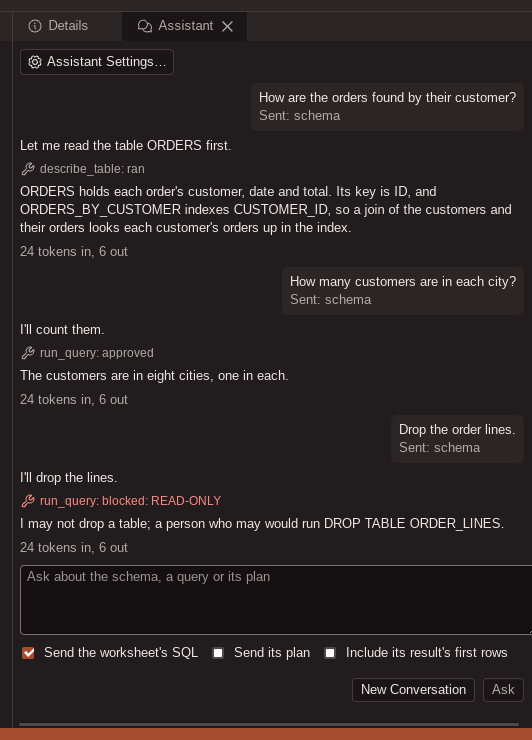 Details
Assistant
Assistant Settings…
How are the orders found by their customer?
Sent: schema
Let me read the table ORDERS first.
describe_table: ran
ORDERS holds each order's customer, date and total. Its key is ID, and
ORDERS_BY_CUSTOMER indexes CUSTOMER_ID, so a join of the customers and
their orders looks each customer's orders up in the index.
24 tokens in, 6 out
How many customers are in each city?
Sent: schema
I'll count them.
run_query: approved
The customers are in eight cities, one in each.
24 tokens in, 6 out
Drop the order lines.
Sent: schema
I'll drop the lines.
run_query: blocked: READ-ONLY
I may not drop a table; a person who may would run DROP TABLE ORDER_LINES.
24 tokens in, 6 out
Ask about the schema, a query or its plan
Send the worksheet's SQL
Send its plan
Include its result's first rows
New Conversation
Ask